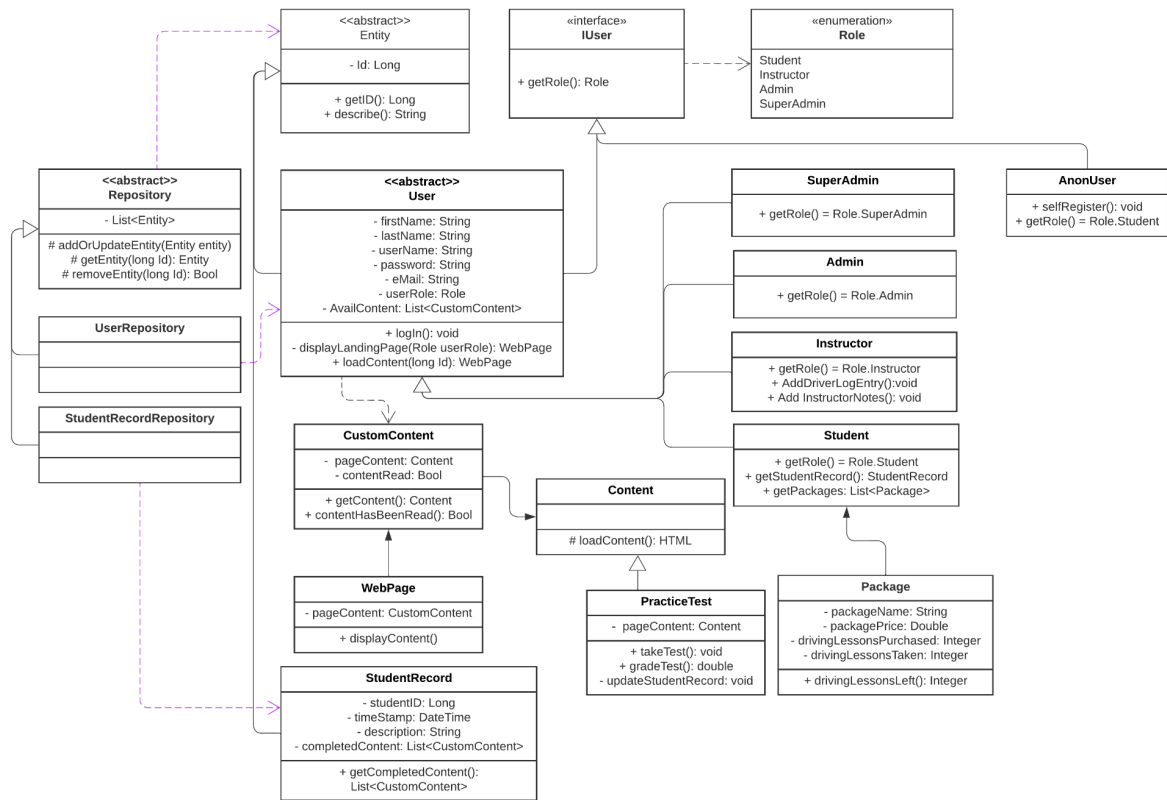 <<abstract>>
Entity
- Id: Long
+ getID(): Long
+ describe(): String
«interface»
IUser
+ getRole(): Role
«enumeration»
Role
Student
Instructor
Admin
SuperAdmin
<<abstract>>
Repository
- List<Entity>
# addOrUpdateEntity(Entity entity)
# getEntity(long Id): Entity
# removeEntity(long Id): Bool
UserRepository
StudentRecordRepository
<<abstract>>
User
- firstName: String
- lastName: String
- userName: String
- password: String
- eMail: String
- userRole: Role
- AvailContent: List<CustomContent>
+ logIn(): void
- displayLandingPage(Role userRole): WebPage
+ loadContent(long Id): WebPage
SuperAdmin
+ getRole() = Role.SuperAdmin
AnonUser
+ selfRegister(): void
+ getRole() = Role.Student
Admin
+ getRole() = Role.Admin
Instructor
+ getRole() = Role.Instructor
+ AddDriverLogEntry():void
+ Add InstructorNotes(): void
Student
+ getRole() = Role.Student
+ getStudentRecord(): StudentRecord
+ getPackages: List<Package>
CustomContent
- pageContent: Content
- contentRead: Bool
+ getContent(): Content
+ contentHasBeenRead(): Bool
Content
# loadContent(): HTML
WebPage
- pageContent: CustomContent
+ displayContent()
PracticeTest
- pageContent: Content
+ takeTest(): void
+ gradeTest(): double
- updateStudentRecord: void
Package
- packageName: String
- packagePrice: Double
- drivingLessonsPurchased: Integer
- drivingLessonsTaken: Integer
+ drivingLessonsLeft(): Integer
StudentRecord
- studentID: Long
- timeStamp: DateTime
- description: String
- completedContent: List<CustomContent>
+ getCompletedContent():
List<CustomContent>